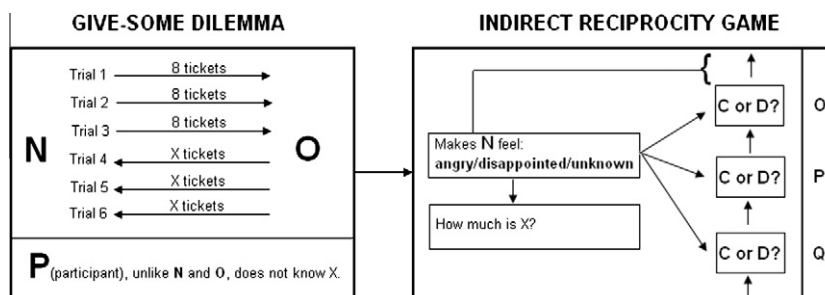 GIVE-SOME DILEMMA
N
Trial 1 8 tickets
Trial 2 8 tickets
Trial 3 8 tickets
Trial 4 X tickets
Trial 5 X tickets
Trial 6 X tickets
O
P (participant), unlike N and O, does not know X.
INDIRECT RECIPROCITY GAME
{
Makes N feel:
angry/disappointed/unknown
How much is X?
C or D? O
C or D? P
C or D? Q